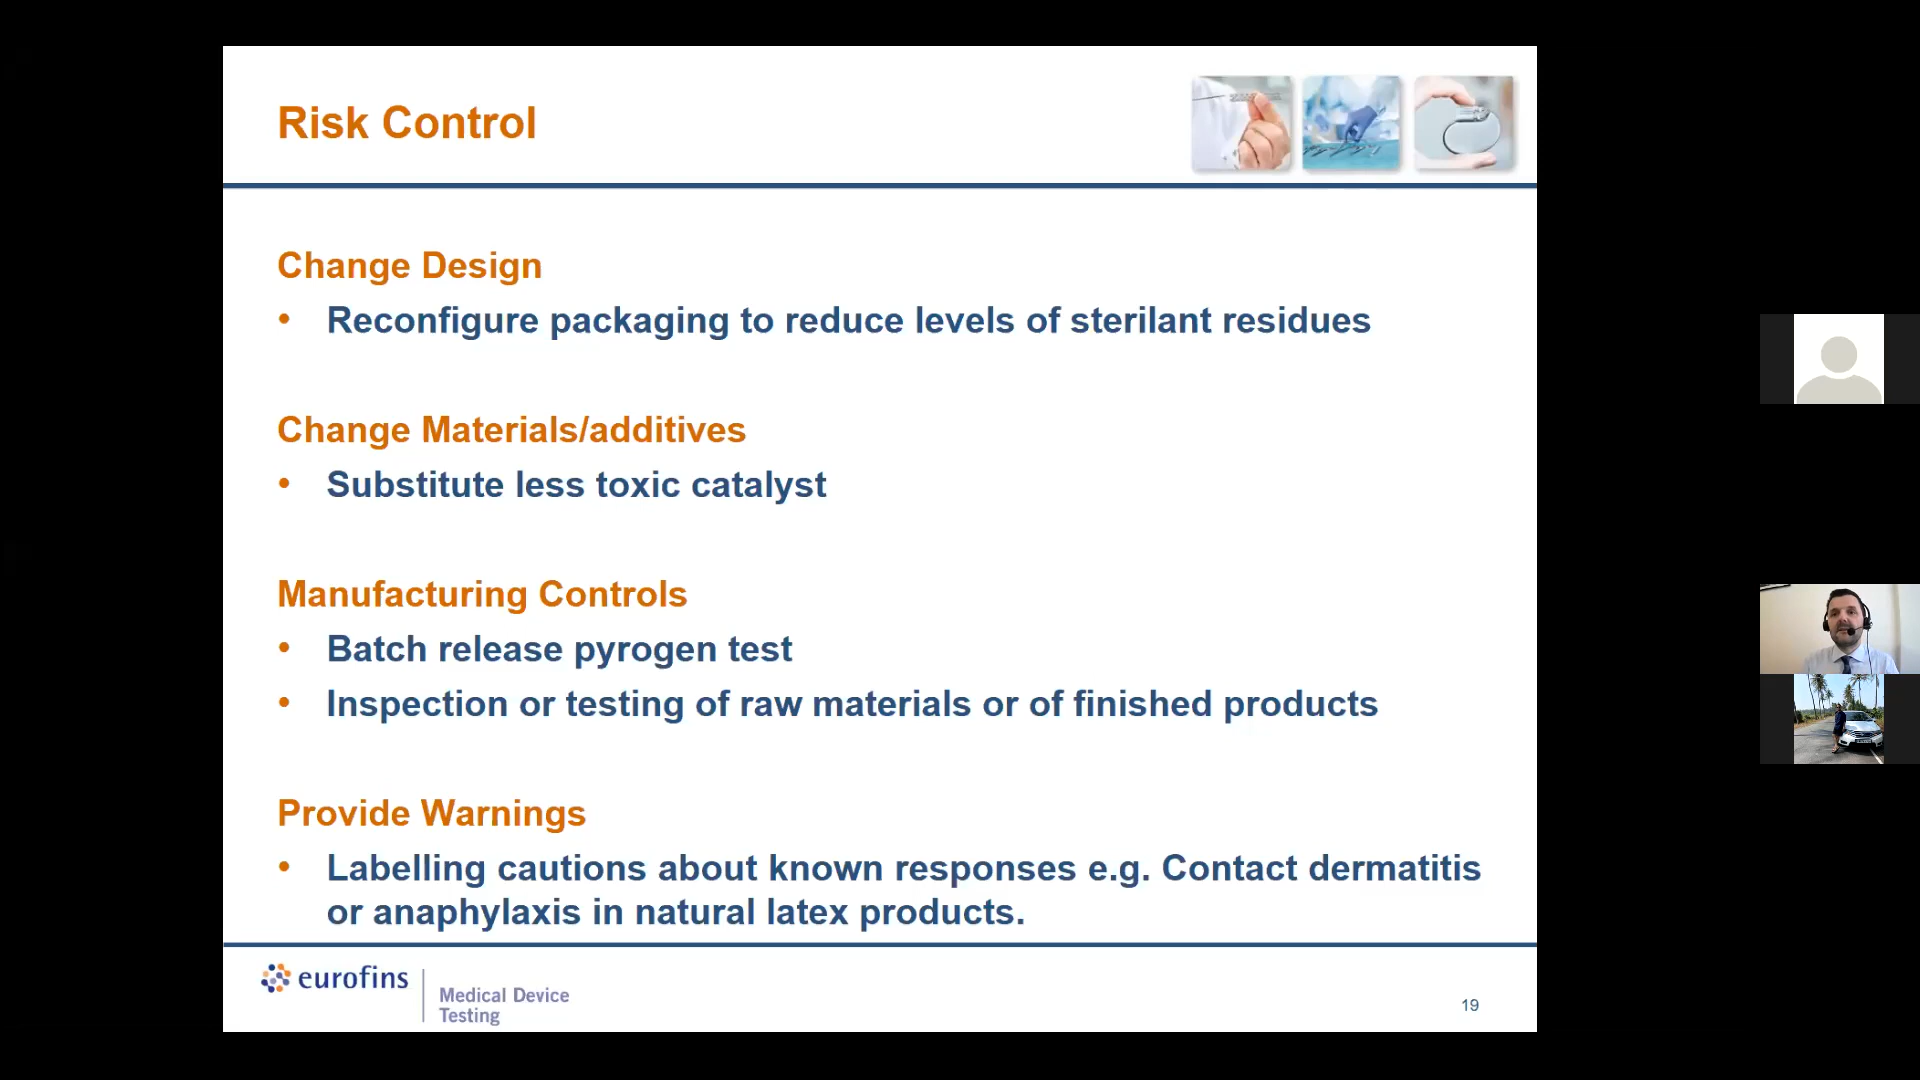 Risk Control
Change Design
• Reconfigure packaging to reduce levels of sterilant residues
Change Materials/additives
• Substitute less toxic catalyst
Manufacturing Controls
• Batch release pyrogen test
• Inspection or testing of raw materials or of finished products
Provide Warnings
• Labelling cautions about known responses e.g. Contact dermatitis
or anaphylaxis in natural latex products.
eurofins
Medical Device
Testing
19